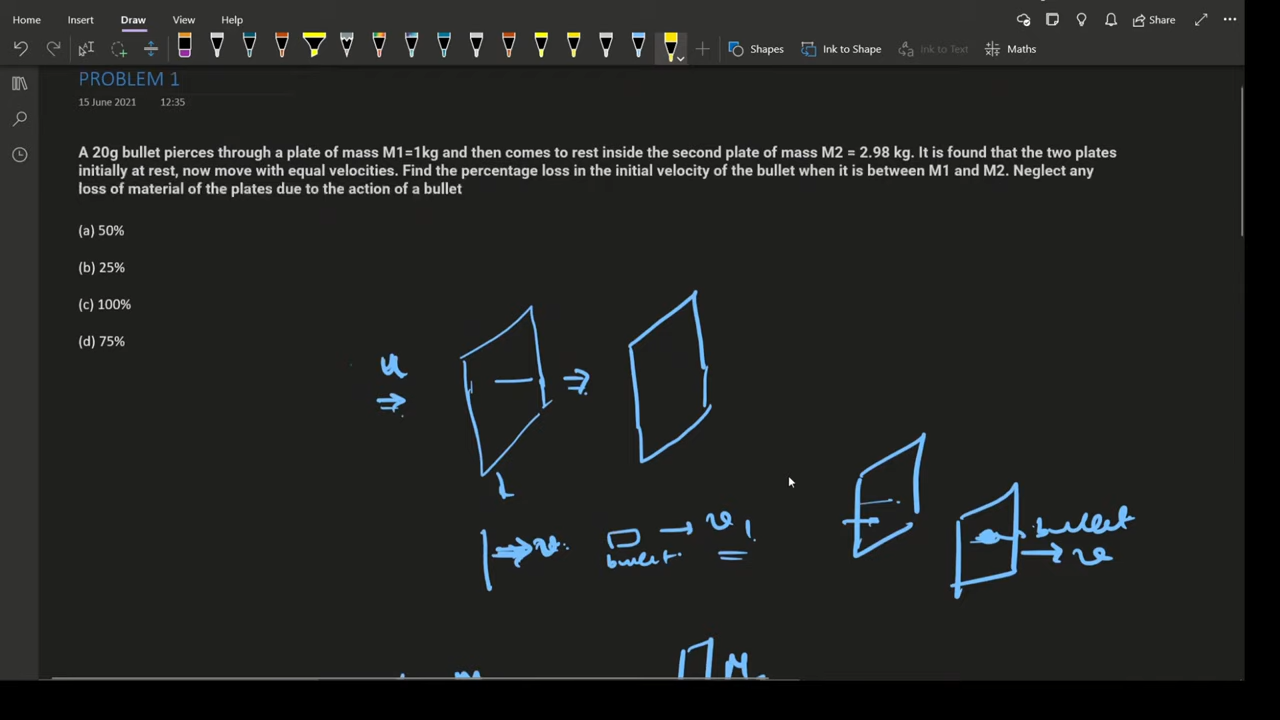 Home Insert Draw View Help
Share
Shapes Ink to Shape Ink to Text Maths
PROBLEM 1
15 June 2021 12:35
A 20g bullet pierces through a plate of mass M1=1kg and then comes to rest inside the second plate of mass M2 = 2.98 kg. It is found that the two plates
initially at rest, now move with equal velocities. Find the percentage loss in the initial velocity of the bullet when it is between M1 and M2. Neglect any
loss of material of the plates due to the action of a bullet
(a) 50%
(b) 25%
(c) 100%
(d) 75%
u
v
v1
bullet
bullet
v